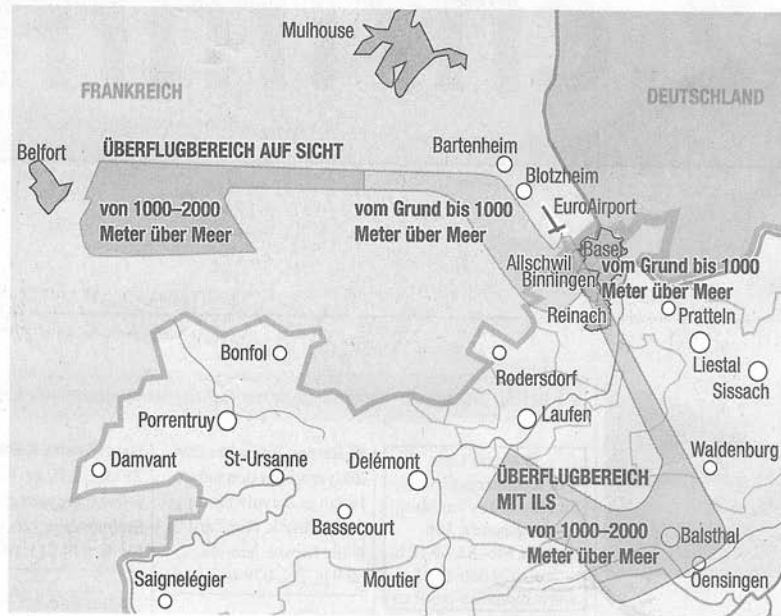 Mulhouse
FRANKREICH
DEUTSCHLAND
Belfort
ÜBERFLUGBEREICH AUF SICHT
Bartenheim
Blotzheim
EuroAirport
von 1000–2000
Meter über Meer
vom Grund bis 1000
Meter über Meer
Basel
Allschwil
Binningen
vom Grund bis 1000
Meter über Meer
Reinach
Pratteln
Bonfol
Rodersdorf
Liestal
Sissach
Porrentruy
Laufen
Damvant
St-Ursanne
Delémont
Waldenburg
ÜBERFLUGBEREICH
MIT ILS
Bassecourt
von 1000–2000
Meter über Meer
Balsthal
Saignelégier
Moutier
Oensingen